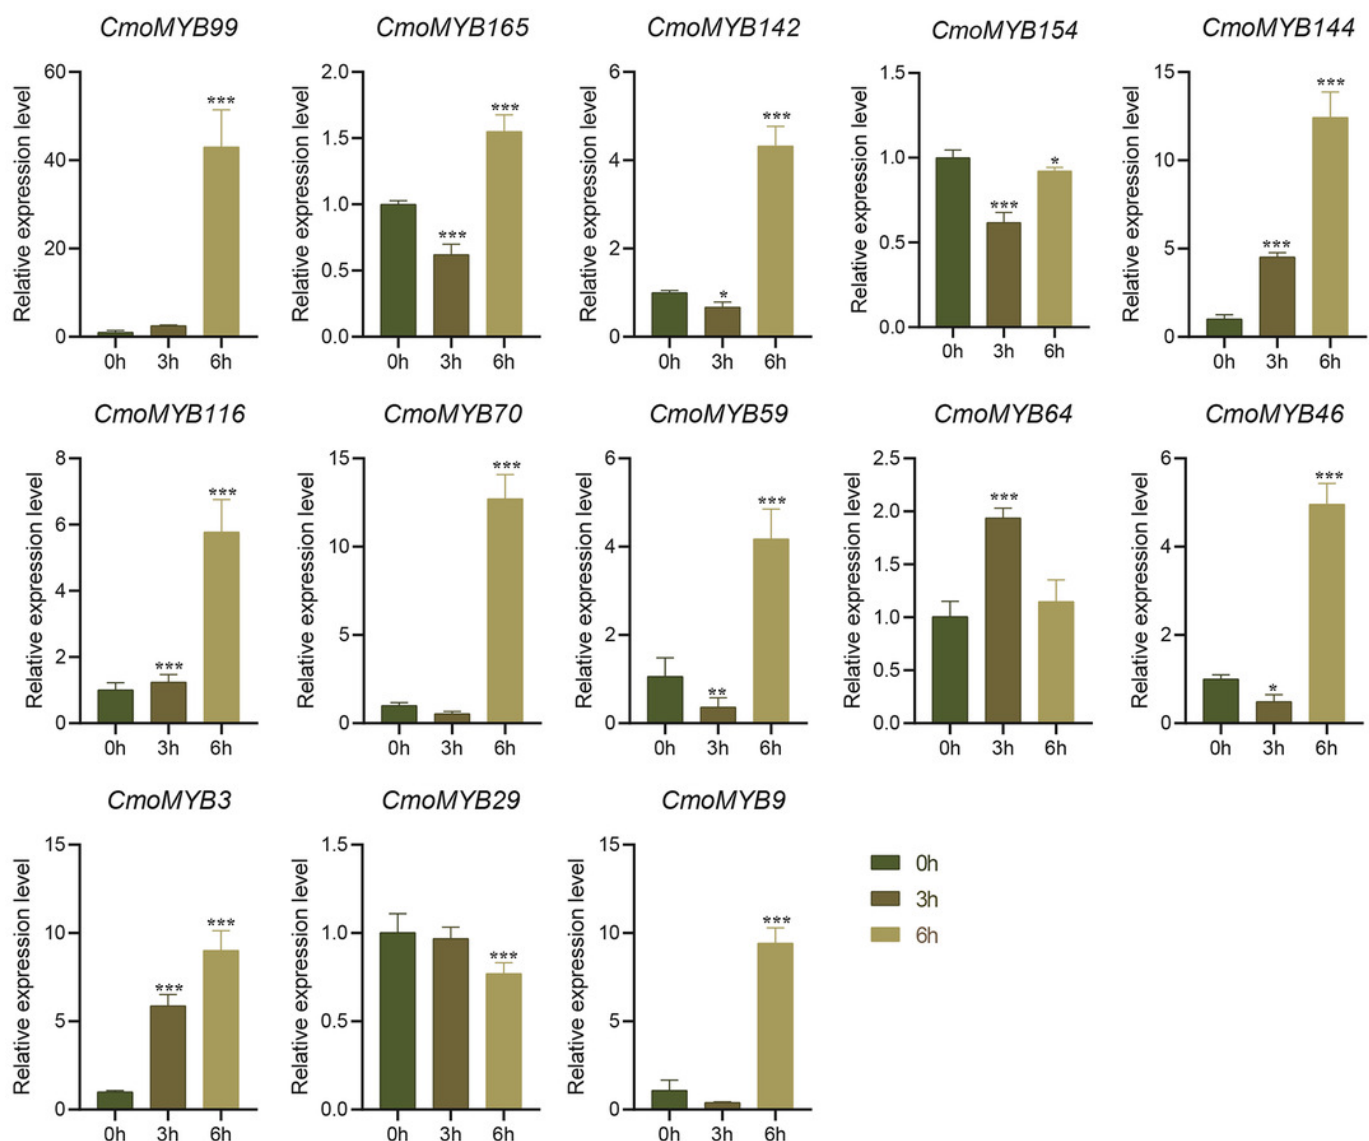 CmoMYB99
Relative expression level
60
40
20
0
***
0h 3h 6h
CmoMYB165
Relative expression level
2.0
1.5
1.0
0.5
0.0
***
***
0h 3h 6h
CmoMYB142
Relative expression level
6
4
2
0
*
***
0h 3h 6h
CmoMYB154
Relative expression level
1.5
1.0
0.5
0.0
***
*
0h 3h 6h
CmoMYB144
Relative expression level
15
10
5
0
***
***
0h 3h 6h
CmoMYB116
Relative expression level
8
6
4
2
0
***
***
0h 3h 6h
CmoMYB70
Relative expression level
15
10
5
0
***
0h 3h 6h
CmoMYB59
Relative expression level
6
4
2
0
**
***
0h 3h 6h
CmoMYB64
Relative expression level
2.5
2.0
1.5
1.0
0.5
0.0
***
0h 3h 6h
CmoMYB46
Relative expression level
6
4
2
0
*
***
0h 3h 6h
CmoMYB3
Relative expression level
15
10
5
0
***
***
0h 3h 6h
CmoMYB29
Relative expression level
1.5
1.0
0.5
0.0
***
0h 3h 6h
CmoMYB9
Relative expression level
15
10
5
0
***
0h 3h 6h
0h
3h
6h